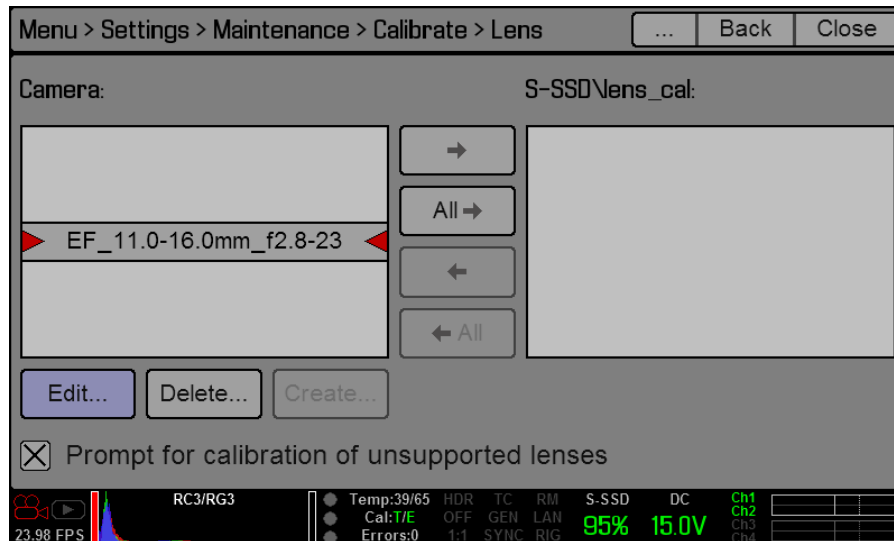 Menu > Settings > Maintenance > Calibrate > Lens ... Back Close
Camera: S-SSD\lens_cal:
→
All →
EF_11.0-16.0mm_f2.8-23
←
← All
Edit... Delete... Create...
Prompt for calibration of unsupported lenses
RC3/RG3 Temp:39/65 HDR TC RM S-SSD DC Ch1
Cal:T/E OFF GEN LAN 95% 15.0V Ch2
23.98 FPS Errors:0 1:1 SYNC RIG Ch3
Ch4